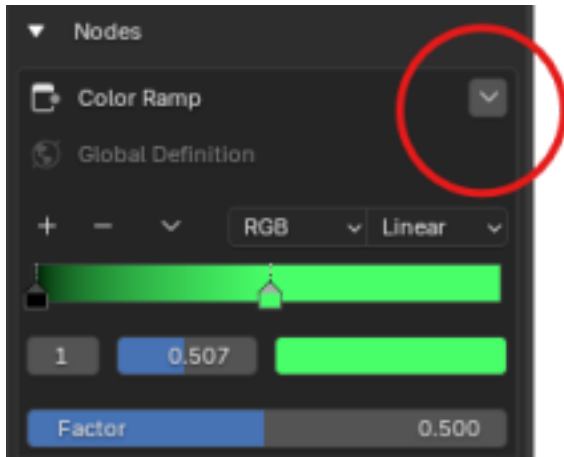 Nodes
Color Ramp
Global Definition
+ − RGB Linear
1 0.507
Factor 0.500